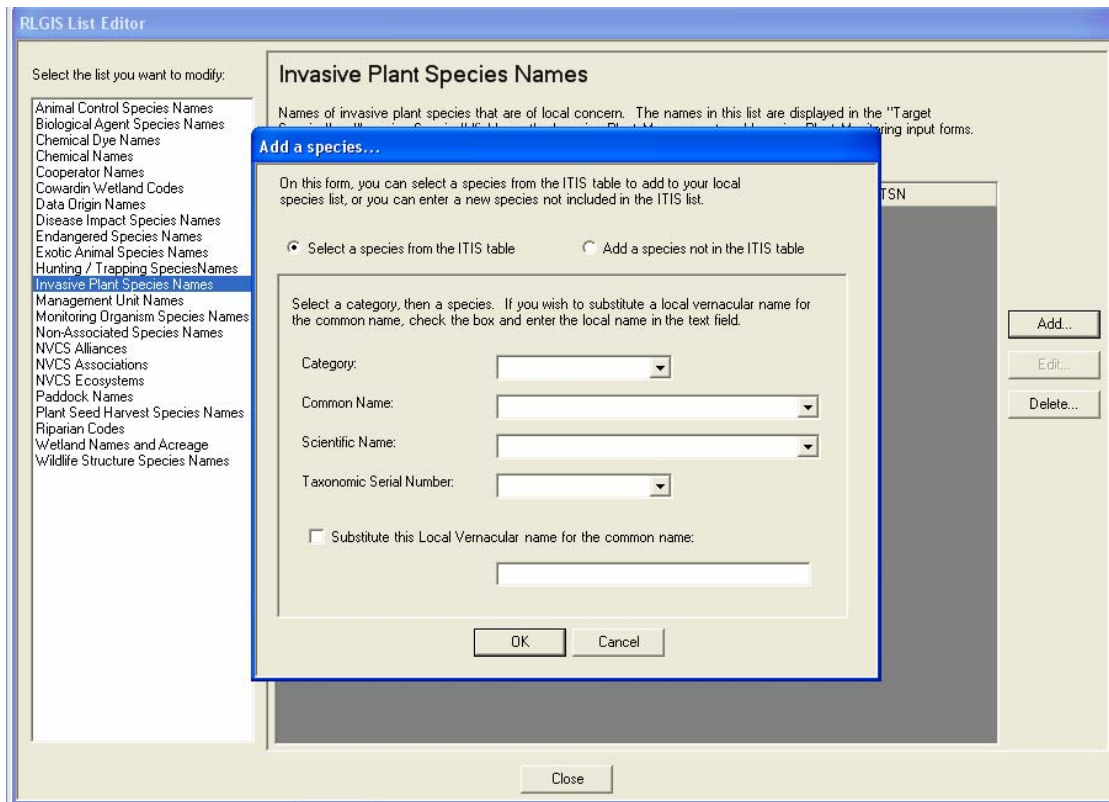 RLGIS List Editor
Select the list you want to modify:
Animal Control Species Names
Biological Agent Species Names
Chemical Dye Names
Chemical Names
Cooperator Names
Cowardin Wetland Codes
Data Origin Names
Disease Impact Species Names
Endangered Species Names
Exotic Animal Species Names
Hunting / Trapping SpeciesNames
Invasive Plant Species Names
Management Unit Names
Monitoring Organism Species Names
Non-Associated Species Names
NVCS Alliances
NVCS Associations
NVCS Ecosystems
Paddock Names
Plant Seed Harvest Species Names
Riparian Codes
Wetland Names and Acreage
Wildlife Structure Species Names
Invasive Plant Species Names
Names of invasive plant species that are of local concern. The names in this list are displayed in the "Target
input forms.
TSN
Add a species...
On this form, you can select a species from the ITIS table to add to your local
species list, or you can enter a new species not included in the ITIS list.
Select a species from the ITIS table
Add a species not in the ITIS table
Select a category, then a species. If you wish to substitute a local vernacular name for
the common name, check the box and enter the local name in the text field.
Category:
Common Name:
Scientific Name:
Taxonomic Serial Number:
Substitute this Local Vernacular name for the common name:
OK
Cancel
Add...
Edit...
Delete...
Close